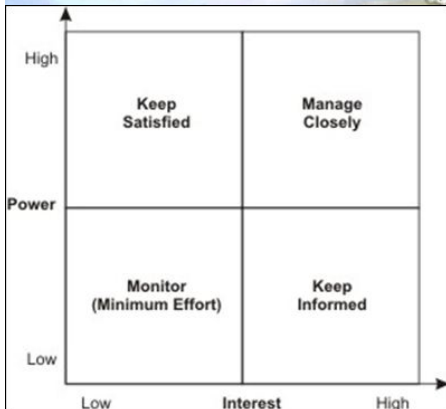 High
Keep
Satisfied
Manage
Closely
Power
Monitor
(Minimum Effort)
Keep
Informed
Low
Low
Interest
High